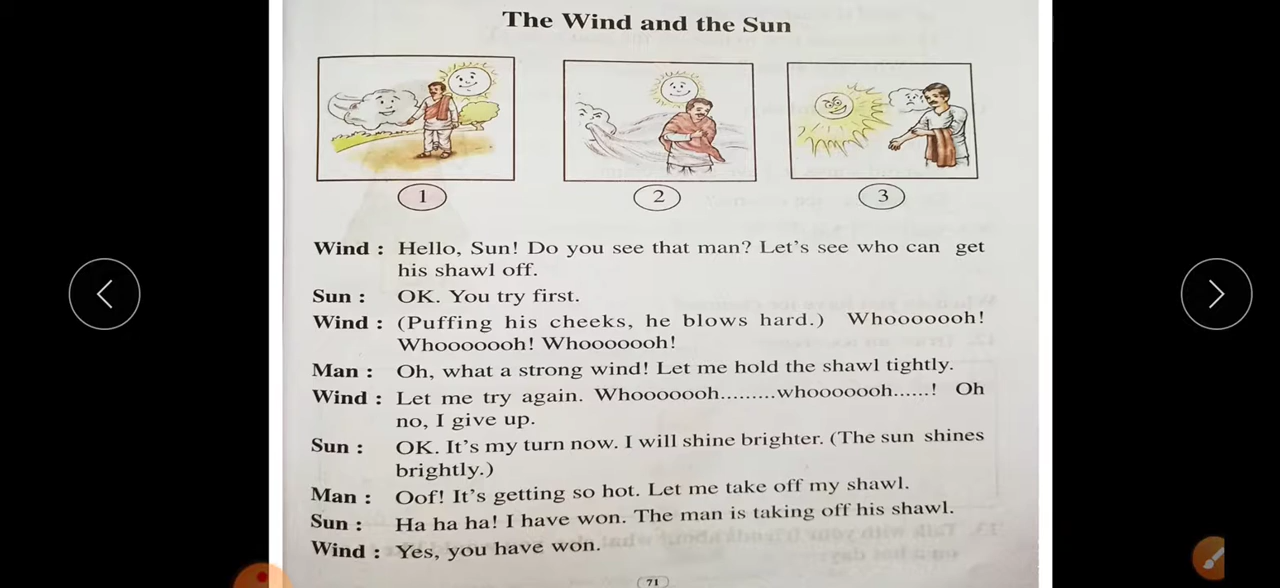 The Wind and the Sun
1
2
3
Wind : Hello, Sun! Do you see that man? Let's see who can get
his shawl off.
Sun : OK. You try first.
Wind : (Puffing his cheeks, he blows hard.) Whooooooh!
Whooooooh! Whooooooh!
Man : Oh, what a strong wind! Let me hold the shawl tightly.
Wind : Let me try again. Whooooooh.........whooooooh......! Oh
no, I give up.
Sun : OK. It's my turn now. I will shine brighter. (The sun shines
brightly.)
Man : Oof! It's getting so hot. Let me take off my shawl.
Sun : Ha ha ha! I have won. The man is taking off his shawl.
Wind : Yes, you have won.
71